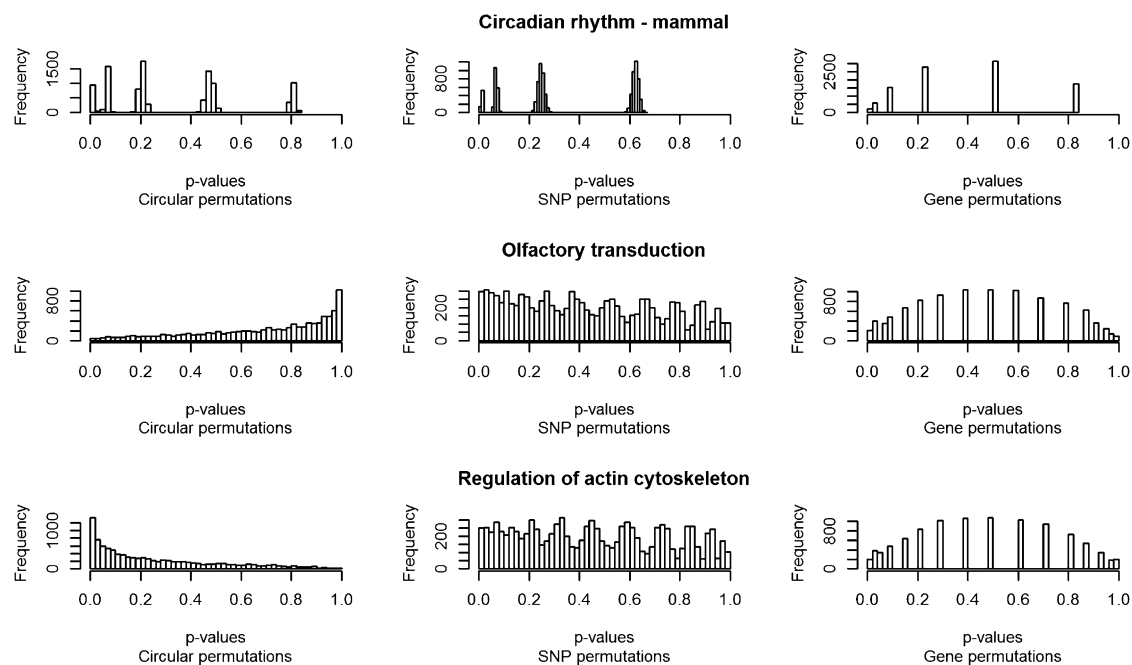 Circadian rhythm - mammal
Frequency
0 1500
0.0 0.2 0.4 0.6 0.8 1.0
p-values
Circular permutations
Frequency
0 800
0.0 0.2 0.4 0.6 0.8 1.0
p-values
SNP permutations
Frequency
0 2500
0.0 0.2 0.4 0.6 0.8 1.0
p-values
Gene permutations
Olfactory transduction
Frequency
0 800
0.0 0.2 0.4 0.6 0.8 1.0
p-values
Circular permutations
Frequency
0 200
0.0 0.2 0.4 0.6 0.8 1.0
p-values
SNP permutations
Frequency
0 800
0.0 0.2 0.4 0.6 0.8 1.0
p-values
Gene permutations
Regulation of actin cytoskeleton
Frequency
0 1000
0.0 0.2 0.4 0.6 0.8 1.0
p-values
Circular permutations
Frequency
0 200
0.0 0.2 0.4 0.6 0.8 1.0
p-values
SNP permutations
Frequency
0 800
0.0 0.2 0.4 0.6 0.8 1.0
p-values
Gene permutations